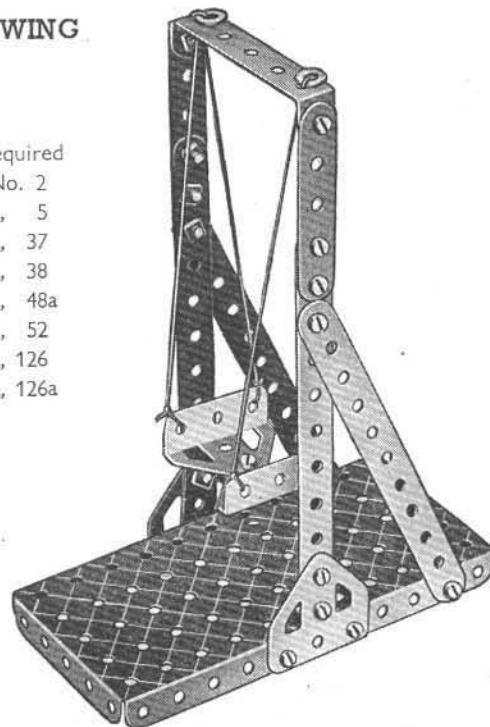 WING
equired
No. 2
, 5
, 37
, 38
, 48a
, 52
, 126
, 126a